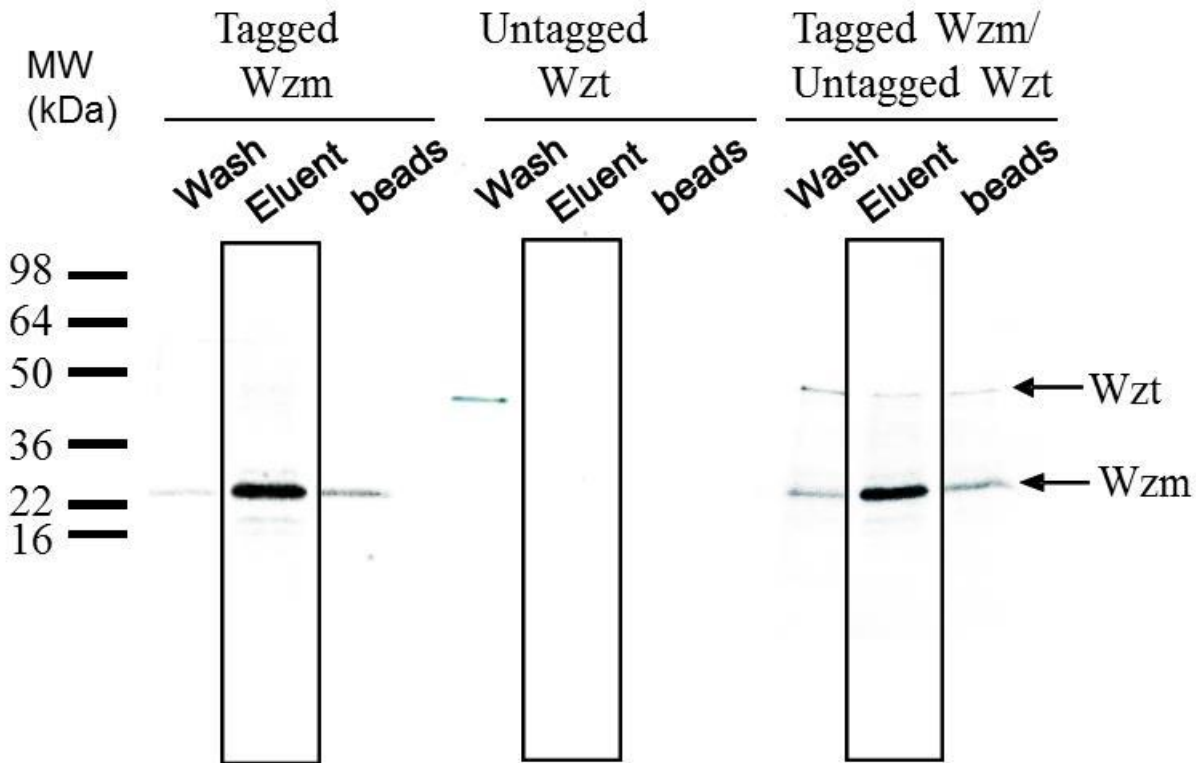 MW
(kDa)
Tagged
Wzm
Untagged
Wzt
Tagged Wzm/
Untagged Wzt
Wash
Eluent
beads
Wash
Eluent
beads
Wash
Eluent
beads
98
64
50
36
22
16
Wzt
Wzm